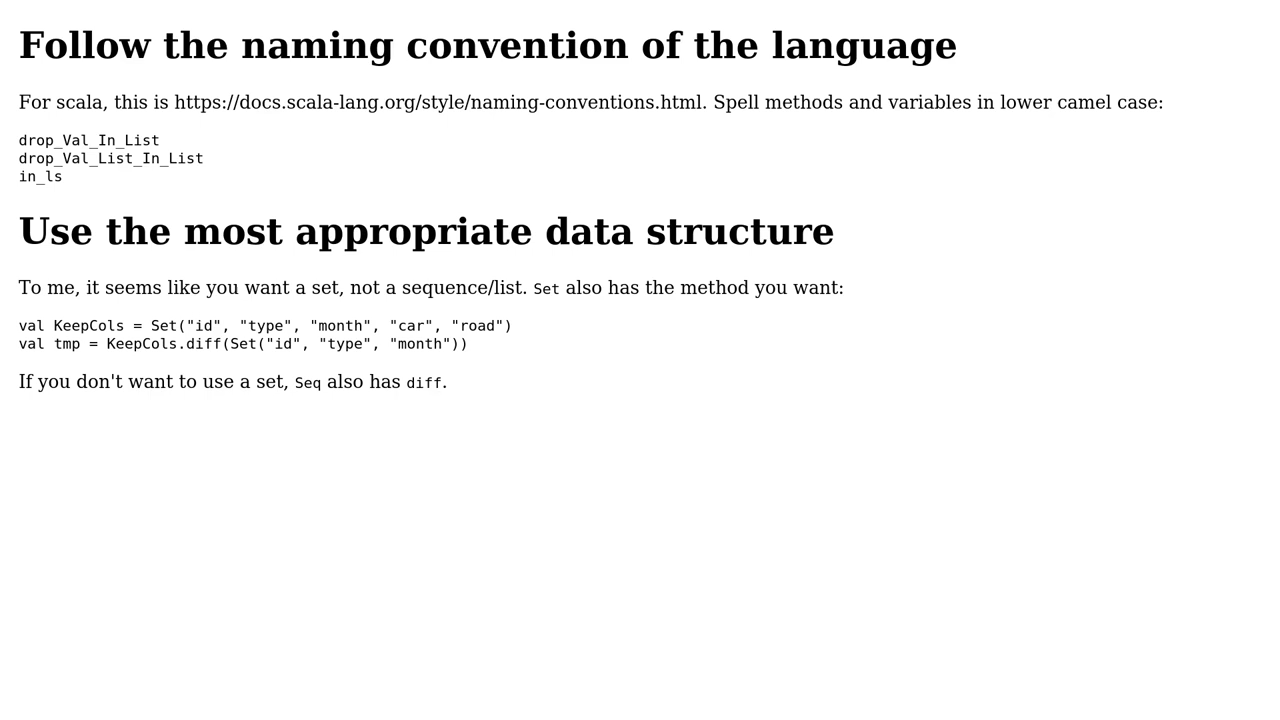 Follow the naming convention of the language
For scala, this is https://docs.scala-lang.org/style/naming-conventions.html. Spell methods and variables in lower camel case:
drop_Val_In_List
drop_Val_List_In_List
in_ls
Use the most appropriate data structure
To me, it seems like you want a set, not a sequence/list. Set also has the method you want:
val KeepCols = Set("id", "type", "month", "car", "road")
val tmp = KeepCols.diff(Set("id", "type", "month"))
If you don't want to use a set, Seq also has diff.